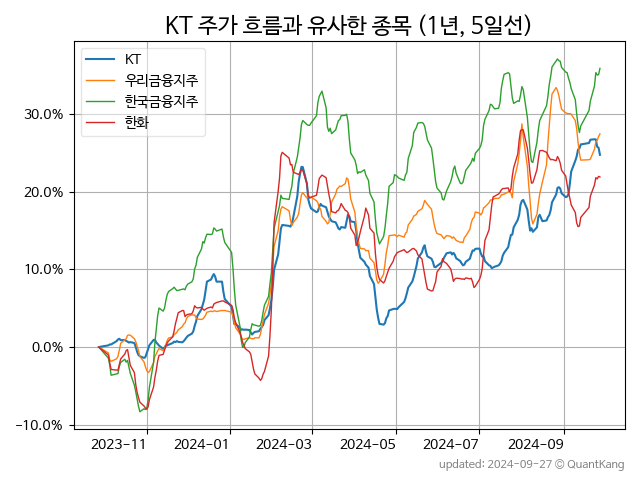 KT 주가 흐름과 유사한 종목 (1년, 5일선)
KT
우리금융지주
한국금융지주
한화
30.0%
20.0%
10.0%
0.0%
-10.0%
2023-11 2024-01 2024-03 2024-05 2024-07 2024-09
updated: 2024-09-27 © QuantKang